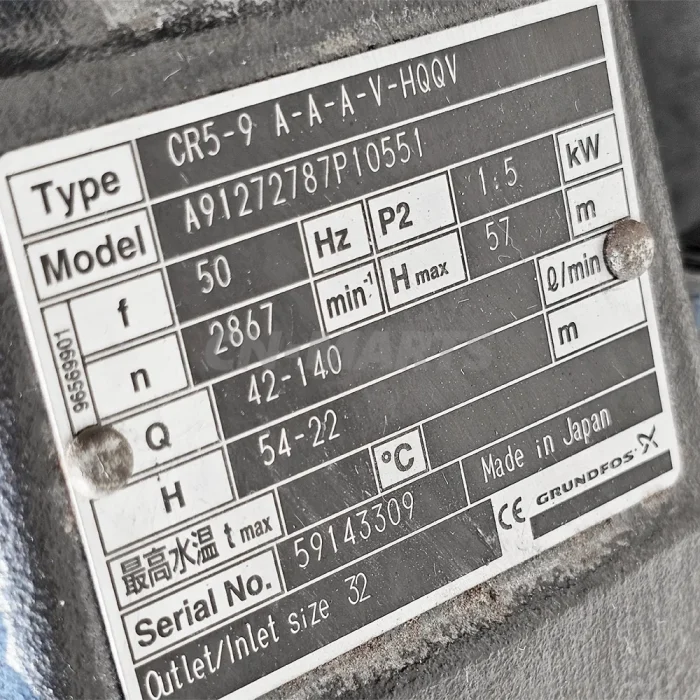 Type CR5-9 A-A-A-V-HQQV
Model A91272787P10551
f 50 Hz P2 1.5 kW
n 2867 min-1 H max 57 m
Q 42-140 ℓ/min
H 54-22 m
最高水温 t max °C
Serial No. 59143309 Made in Japan
Outlet/Inlet size 32 CE GRUNDFOS
96569901